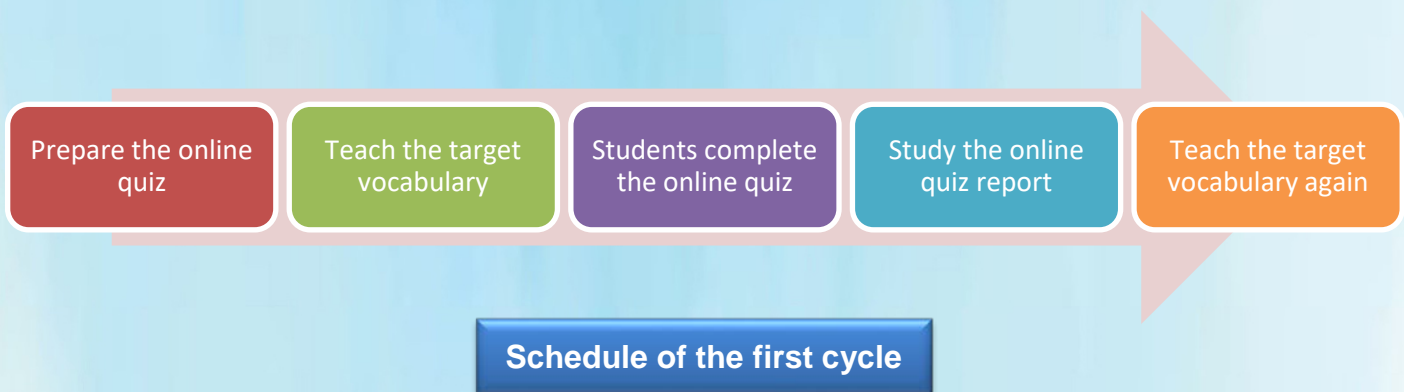 Prepare the online
quiz
Teach the target
vocabulary
Students complete
the online quiz
Study the online
quiz report
Teach the target
vocabulary again
Schedule of the first cycle